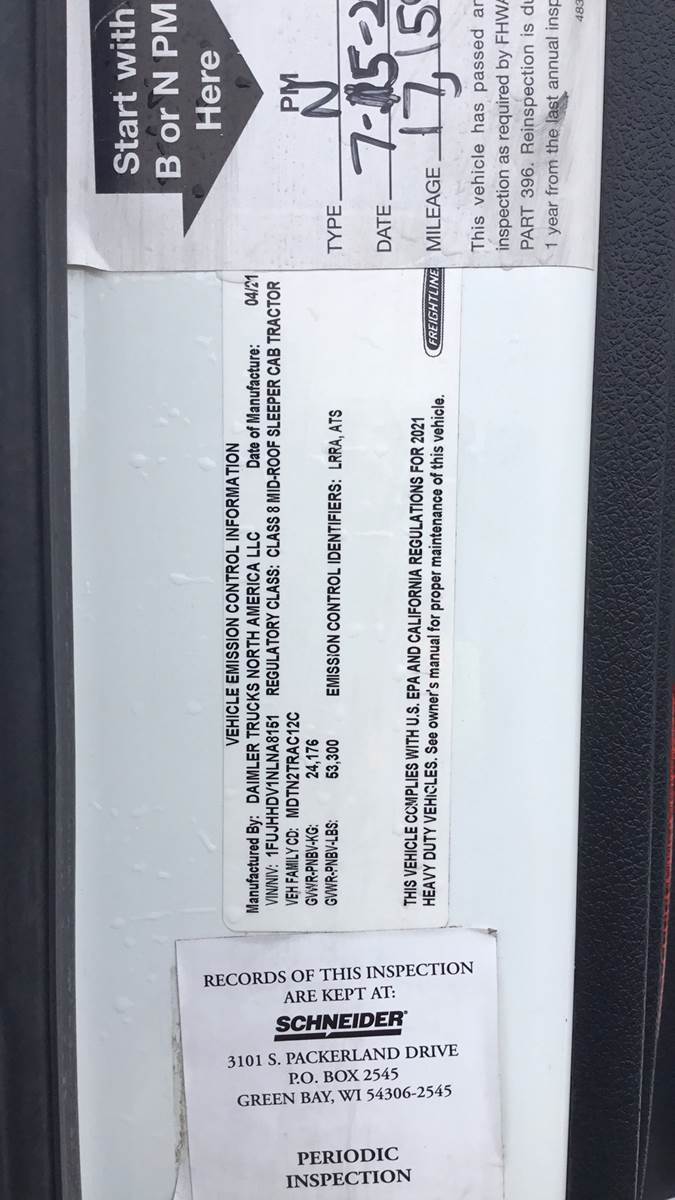 Start with
B or N PM
Here
PM
TYPE N
DATE
MILEAGE 17,
This vehicle has passed
inspection as required by
PART 396. Reinspection is
1 year from the last annual
483
VEHICLE EMISSION CONTROL INFORMATION
Manufactured By: DAIMLER TRUCKS NORTH AMERICA LLC Date of Manufacture: 04/21
VIN/NIV: 1FUJHHDV1NLNA8151 REGULATORY CLASS: CLASS 8 MID-ROOF SLEEPER CAB TRACTOR
VEH FAMILY CD: MDTN2TRAC12C
GVWR-PNBV-KG: 24,176
GVWR-PNBV-LBS: 53,300 EMISSION CONTROL IDENTIFIERS: LRRA, ATS
THIS VEHICLE COMPLIES WITH U.S. EPA AND CALIFORNIA REGULATIONS FOR 2021
HEAVY DUTY VEHICLES. See owner's manual for proper maintenance of this vehicle.
FREIGHTLINE
RECORDS OF THIS INSPECTION
ARE KEPT AT:
SCHNEIDER®
3101 S. PACKERLAND DRIVE
P.O. BOX 2545
GREEN BAY, WI 54306-2545
PERIODIC
INSPECTION